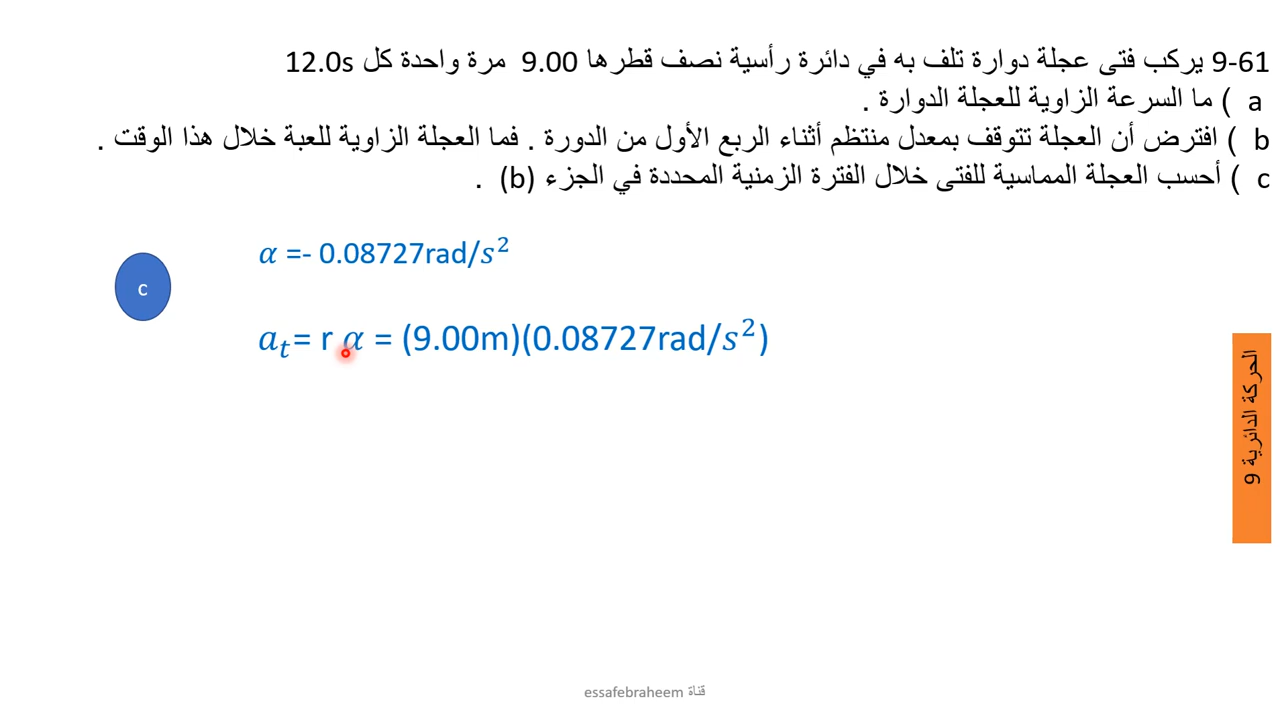 9-61 يركب فتى عجلة دوارة تلف به في دائرة رأسية نصف قطرها 9.00 مرة واحدة كل 12.0s
a ) ما السرعة الزاوية للعجلة الدوارة .
b ) افترض أن العجلة تتوقف بمعدل منتظم أثناء الربع الأول من الدورة . فما العجلة الزاوية للعبة خلال هذا الوقت .
c ) أحسب العجلة المماسية للفتى خلال الفترة الزمنية المحددة في الجزء (b) .
α =- 0.08727rad/s²
c
aₜ= r α = (9.00m)(0.08727rad/s²)
الحركة الدائرية 9
قناة essafebraheem